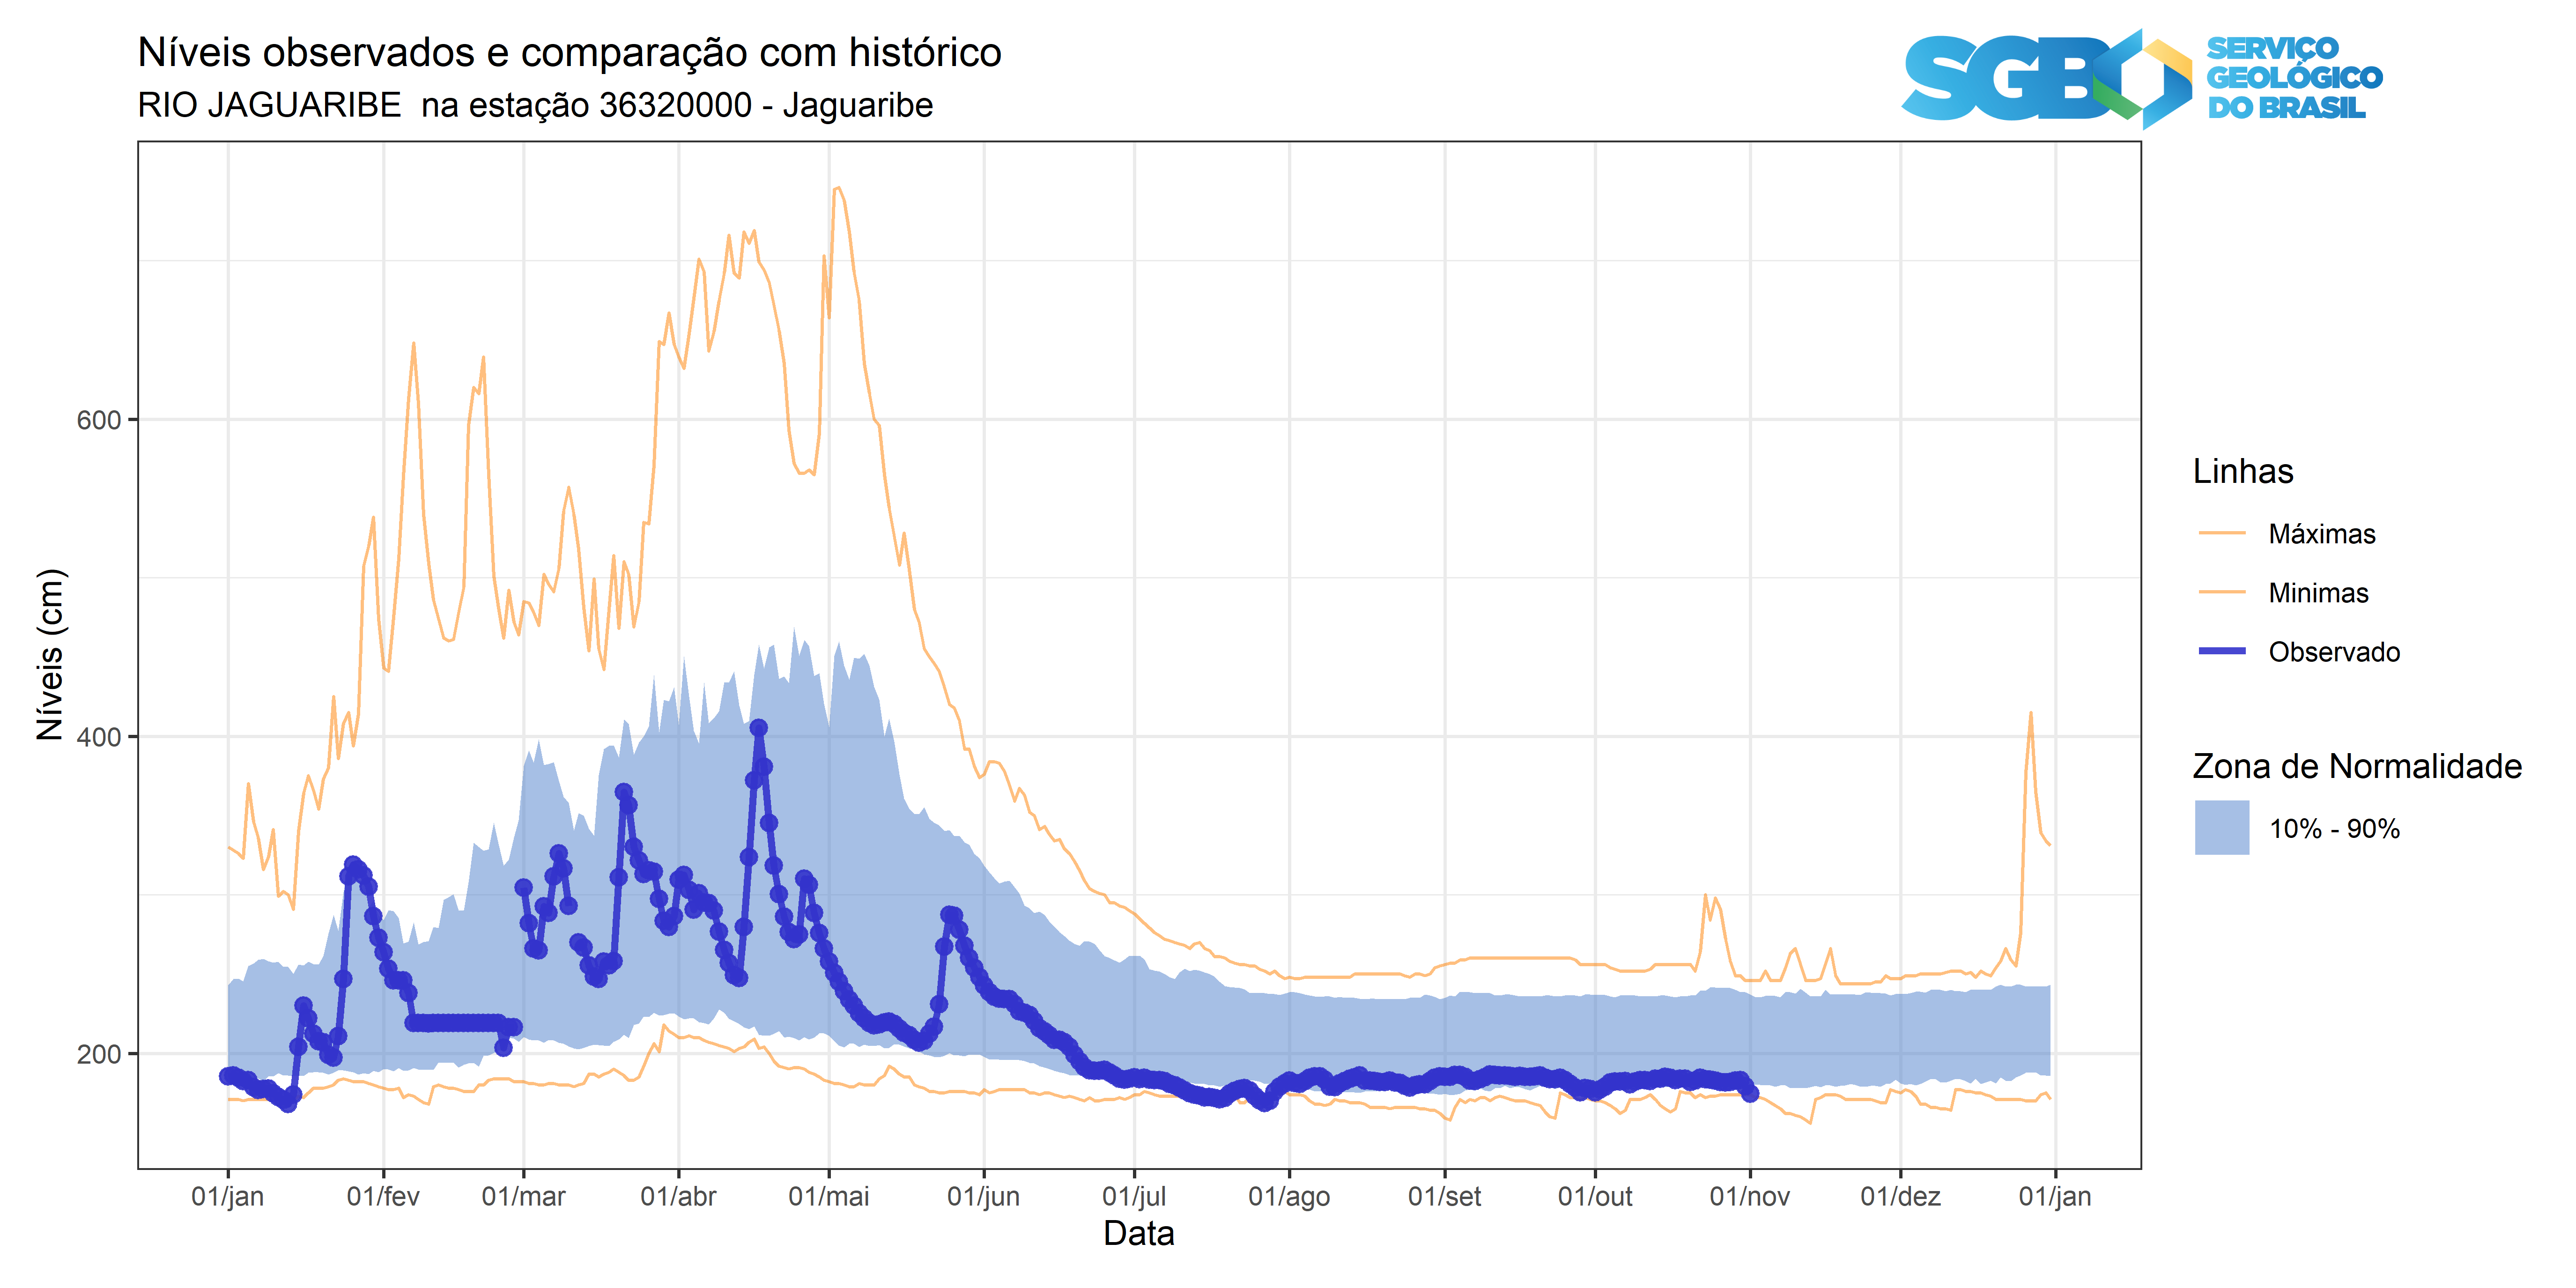 Níveis observados e comparação com histórico
RIO JAGUARIBE  na estação 36320000 - Jaguaribe
SGB
SERVIÇO
GEOLÓGICO
DO BRASIL
Níveis (cm)
600
400
200
01/jan 01/fev 01/mar 01/abr 01/mai 01/jun 01/jul 01/ago 01/set 01/out 01/nov 01/dez 01/jan
Data
Linhas
Máximas
Minimas
Observado
Zona de Normalidade
10% - 90%